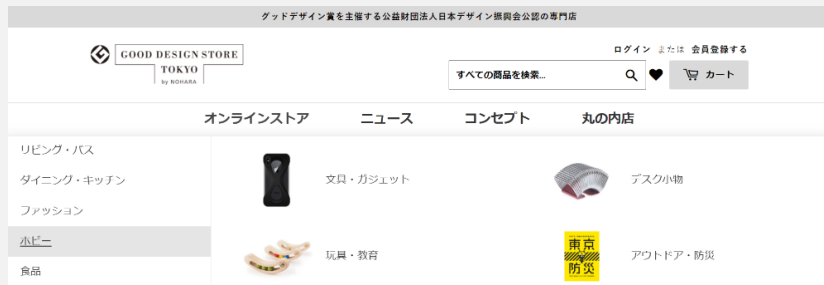 グッドデザイン賞を主催する公益財団法人日本デザイン振興会公認の専門店
GOOD DESIGN STORE
TOKYO
by NOHARA
ログイン または 会員登録する
すべての商品を検索...
カート
オンラインストア ニュース コンセプト 丸の内店
リビング・バス
ダイニング・キッチン
ファッション
ホビー
食品
文具・ガジェット
デスク小物
玩具・教育
東京
防災
アウトドア・防災